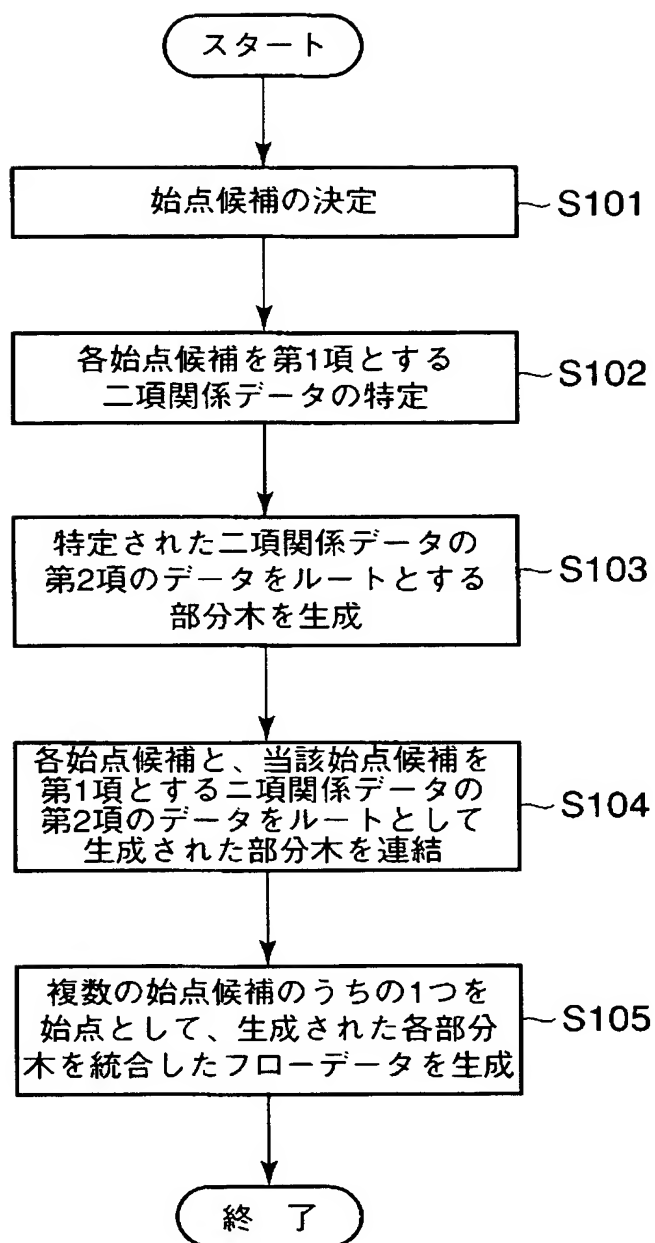 スタート
始点候補の決定
S101
各始点候補を第1項とする
二項関係データの特定
S102
特定された二項関係データの
第2項のデータをルートとする
部分木を生成
S103
各始点候補と、当該始点候補を
第1項とする二項関係データの
第2項のデータをルートとして
生成された部分木を連結
S104
複数の始点候補のうちの1つを
始点として、生成された各部分
木を統合したフローデータを生成
S105
終 了